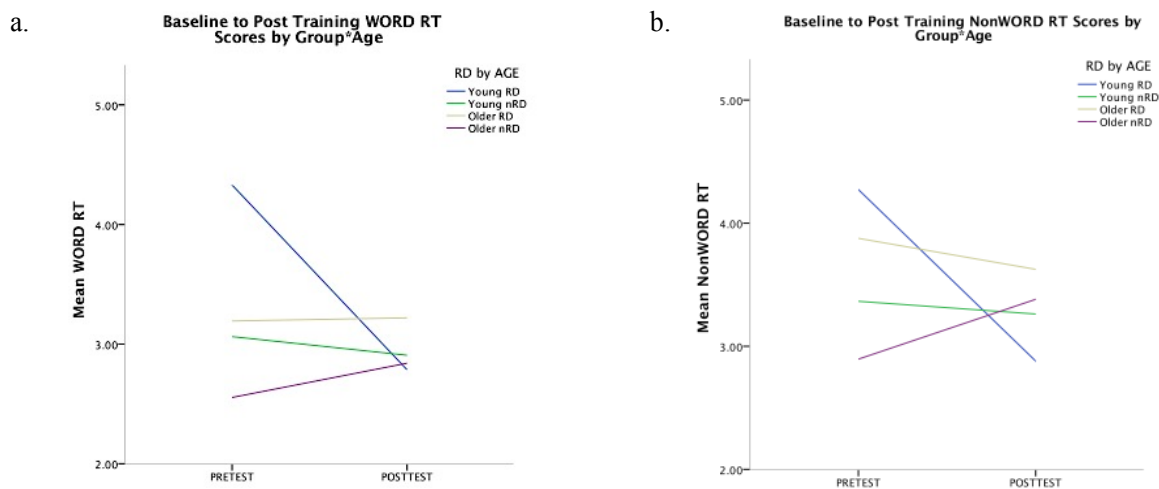 a.
Baseline to Post Training WORD RT
Scores by Group*Age
RD by AGE
Young RD
Young nRD
Older RD
Older nRD
5.00
4.00
3.00
2.00
Mean WORD RT
PRETEST
POSTTEST
b.
Baseline to Post Training NonWORD RT Scores by
Group*Age
RD by AGE
Young RD
Young nRD
Older RD
Older nRD
5.00
4.00
3.00
2.00
Mean NonWORD RT
PRETEST
POSTTEST